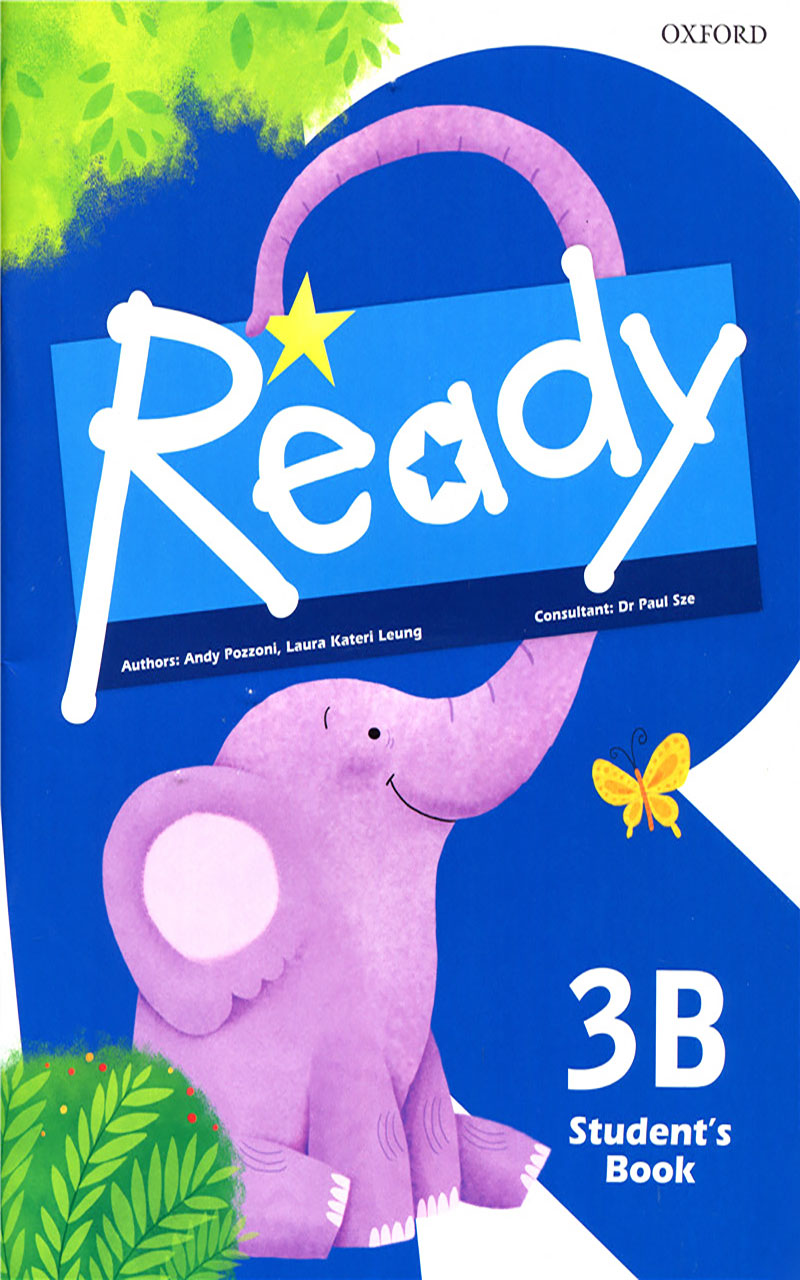 OXFORD
Ready
Authors: Andy Pozzoni, Laura Kateri Leung
Consultant: Dr Paul Sze
3B
Student's
Book